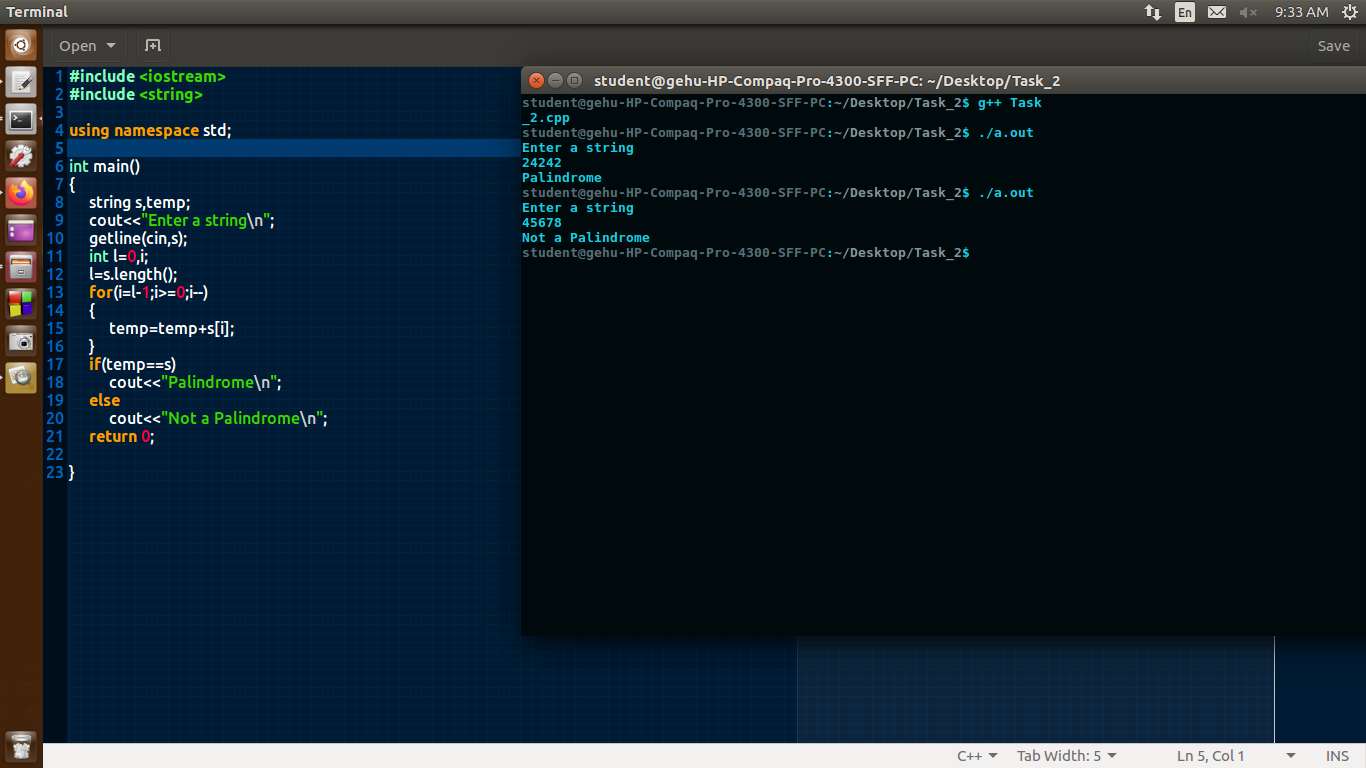 Terminal
En
9:33 AM
Open
Save
1 #include <iostream>
2 #include <string>
3
4 using namespace std;
5
6 int main()
7 {
8 string s,temp;
9 cout<<"Enter a string\n";
10 getline(cin,s);
11 int l=0,i;
12 l=s.length();
13 for(i=l-1;i>=0;i--)
14 {
15 temp=temp+s[i];
16 }
17 if(temp==s)
18 cout<<"Palindrome\n";
19 else
20 cout<<"Not a Palindrome\n";
21 return 0;
22
23 }
student@gehu-HP-Compaq-Pro-4300-SFF-PC: ~/Desktop/Task_2
student@gehu-HP-Compaq-Pro-4300-SFF-PC:~/Desktop/Task_2$ g++ Task
_2.cpp
student@gehu-HP-Compaq-Pro-4300-SFF-PC:~/Desktop/Task_2$ ./a.out
Enter a string
24242
Palindrome
student@gehu-HP-Compaq-Pro-4300-SFF-PC:~/Desktop/Task_2$ ./a.out
Enter a string
45678
Not a Palindrome
student@gehu-HP-Compaq-Pro-4300-SFF-PC:~/Desktop/Task_2$
C++
Tab Width: 5
Ln 5, Col 1
INS